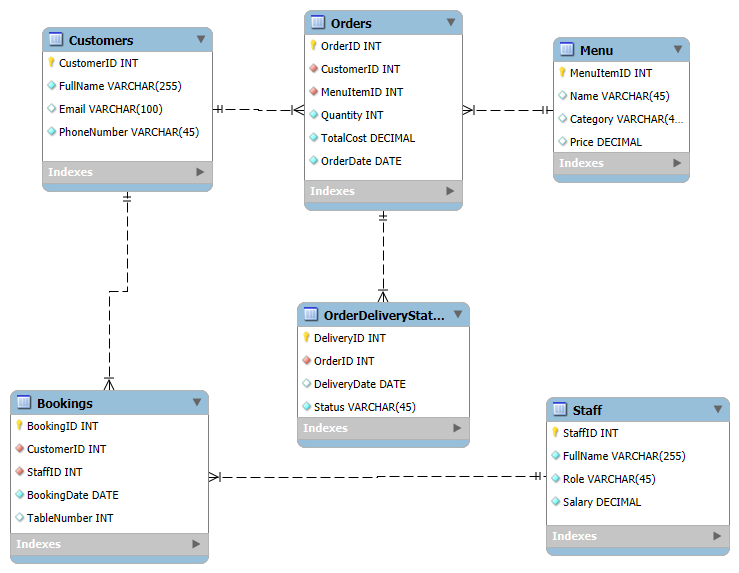 Customers
CustomerID INT
FullName VARCHAR(255)
Email VARCHAR(100)
PhoneNumber VARCHAR(45)
Indexes
Orders
OrderID INT
CustomerID INT
MenuItemID INT
Quantity INT
TotalCost DECIMAL
OrderDate DATE
Indexes
Menu
MenuItemID INT
Name VARCHAR(45)
Category VARCHAR(4...
Price DECIMAL
Indexes
OrderDeliveryStat...
DeliveryID INT
OrderID INT
DeliveryDate DATE
Status VARCHAR(45)
Indexes
Bookings
BookingID INT
CustomerID INT
StaffID INT
BookingDate DATE
TableNumber INT
Indexes
Staff
StaffID INT
FullName VARCHAR(255)
Role VARCHAR(45)
Salary DECIMAL
Indexes